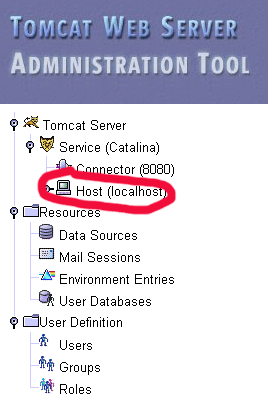 TOMCAT WEB SERVER
ADMINISTRATION TOOL
Tomcat Server
Service (Catalina)
Connector (8080)
Host (localhost)
Resources
Data Sources
Mail Sessions
Environment Entries
User Databases
User Definition
Users
Groups
Roles